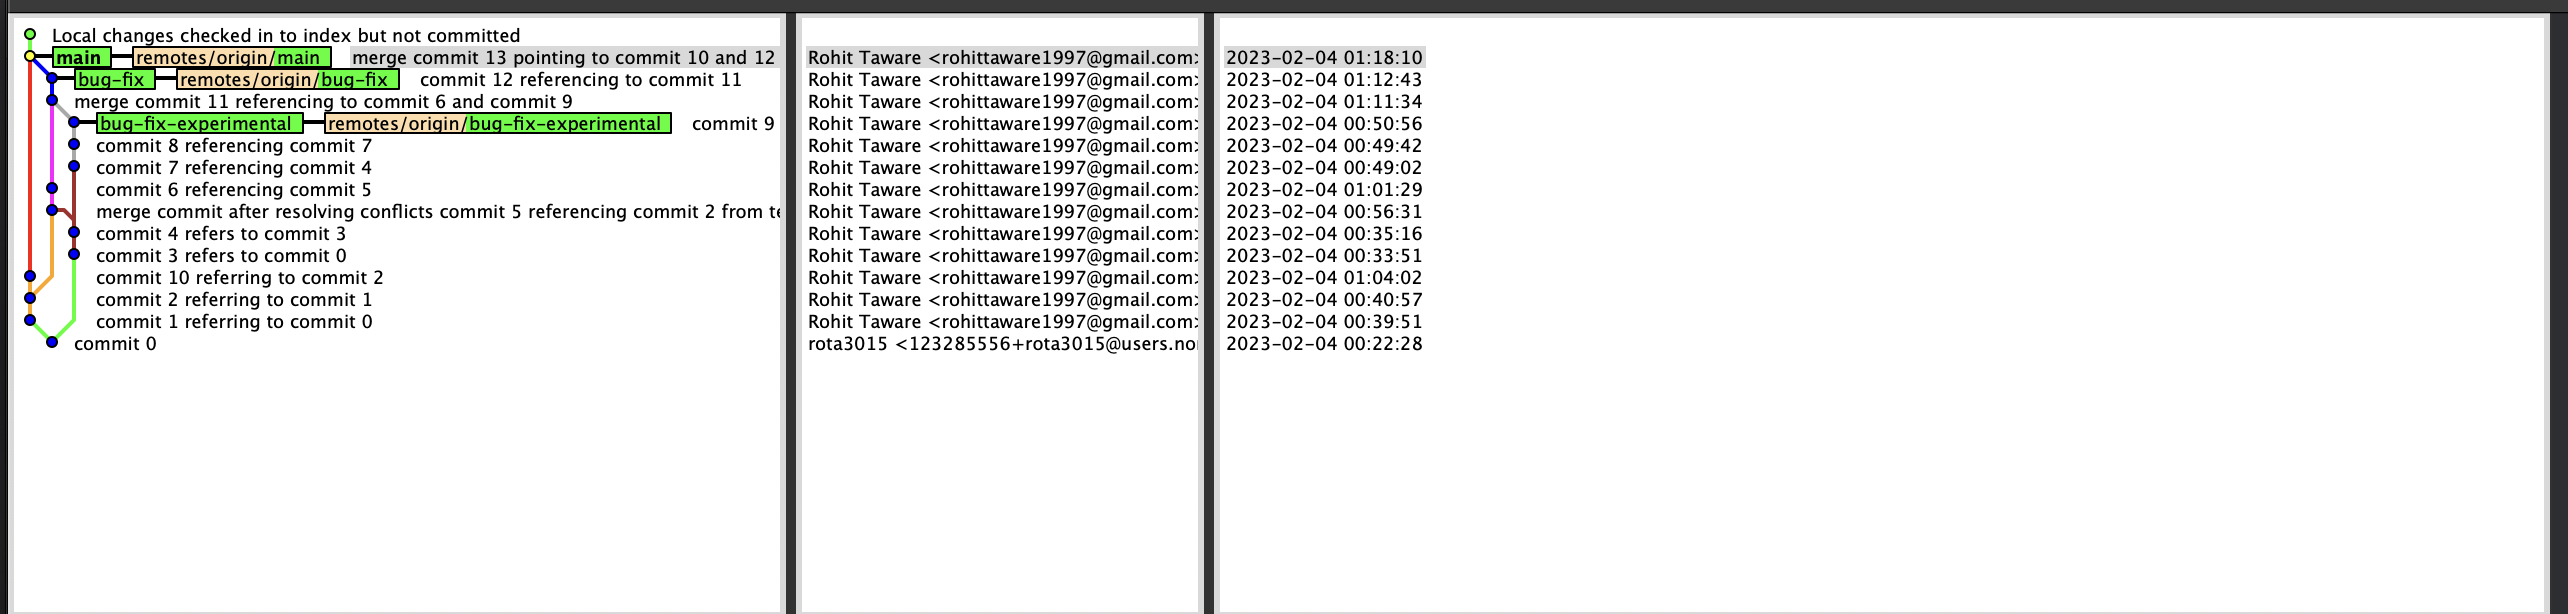 Local changes checked in to index but not committed
main remotes/origin/main merge commit 13 pointing to commit 10 and 12 Rohit Taware <rohittaware1997@gmail.com> 2023-02-04 01:18:10
bug-fix remotes/origin/bug-fix commit 12 referencing to commit 11 Rohit Taware <rohittaware1997@gmail.com> 2023-02-04 01:12:43
merge commit 11 referencing to commit 6 and commit 9 Rohit Taware <rohittaware1997@gmail.com> 2023-02-04 01:11:34
bug-fix-experimental remotes/origin/bug-fix-experimental commit 9 Rohit Taware <rohittaware1997@gmail.com> 2023-02-04 00:50:56
commit 8 referencing commit 7 Rohit Taware <rohittaware1997@gmail.com> 2023-02-04 00:49:42
commit 7 referencing commit 4 Rohit Taware <rohittaware1997@gmail.com> 2023-02-04 00:49:02
commit 6 referencing commit 5 Rohit Taware <rohittaware1997@gmail.com> 2023-02-04 01:01:29
merge commit after resolving conflicts commit 5 referencing commit 2 from Rohit Taware <rohittaware1997@gmail.com> 2023-02-04 00:56:31
commit 4 refers to commit 3 Rohit Taware <rohittaware1997@gmail.com> 2023-02-04 00:35:16
commit 3 refers to commit 0 Rohit Taware <rohittaware1997@gmail.com> 2023-02-04 00:33:51
commit 10 referring to commit 2 Rohit Taware <rohittaware1997@gmail.com> 2023-02-04 01:04:02
commit 2 referring to commit 1 Rohit Taware <rohittaware1997@gmail.com> 2023-02-04 00:40:57
commit 1 referring to commit 0 Rohit Taware <rohittaware1997@gmail.com> 2023-02-04 00:39:51
commit 0 rota3015 <123285556+rota3015@users.no 2023-02-04 00:22:28